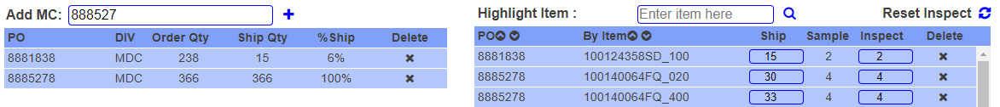 Add MC: 888527
PO DIV Order Qty Ship Qty %Ship Delete
8881838 MDC 238 15 6%
8885278 MDC 366 366 100%
Highlight Item : Enter item here Reset Inspect
PO By Item Ship Sample Inspect Delete
8881838 100124358SD_100 15 2 2
8885278 100140064FQ_020 30 4 4
8885278 100140064FQ_400 33 4 4